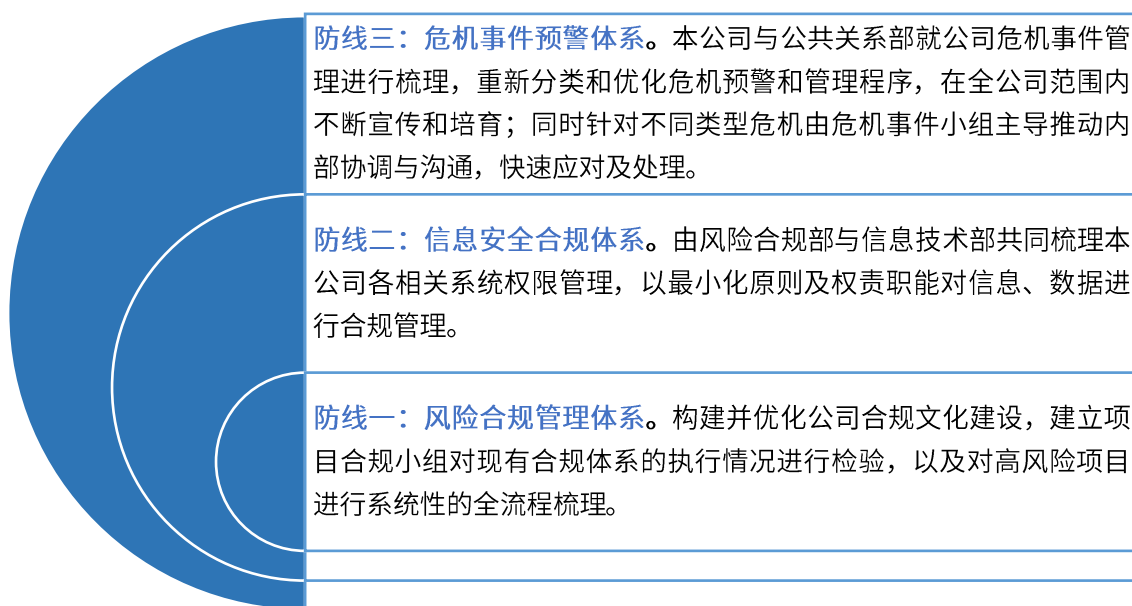 防线三：危机事件预警体系。本公司与公共关系部就公司危机事件管
理进行梳理，重新分类和优化危机预警和管理程序，在全公司范围内
不断宣传和培育；同时针对不同类型危机由危机事件小组主导推动内
部协调与沟通，快速应对及处理。
防线二：信息安全合规体系。由风险合规部与信息技术部共同梳理本
公司各相关系统权限管理，以最小化原则及权责职能对信息、数据进
行合规管理。
防线一：风险合规管理体系。构建并优化公司合规文化建设，建立项
目合规小组对现有合规体系的执行情况进行检验，以及对高风险项目
进行系统性的全流程梳理。